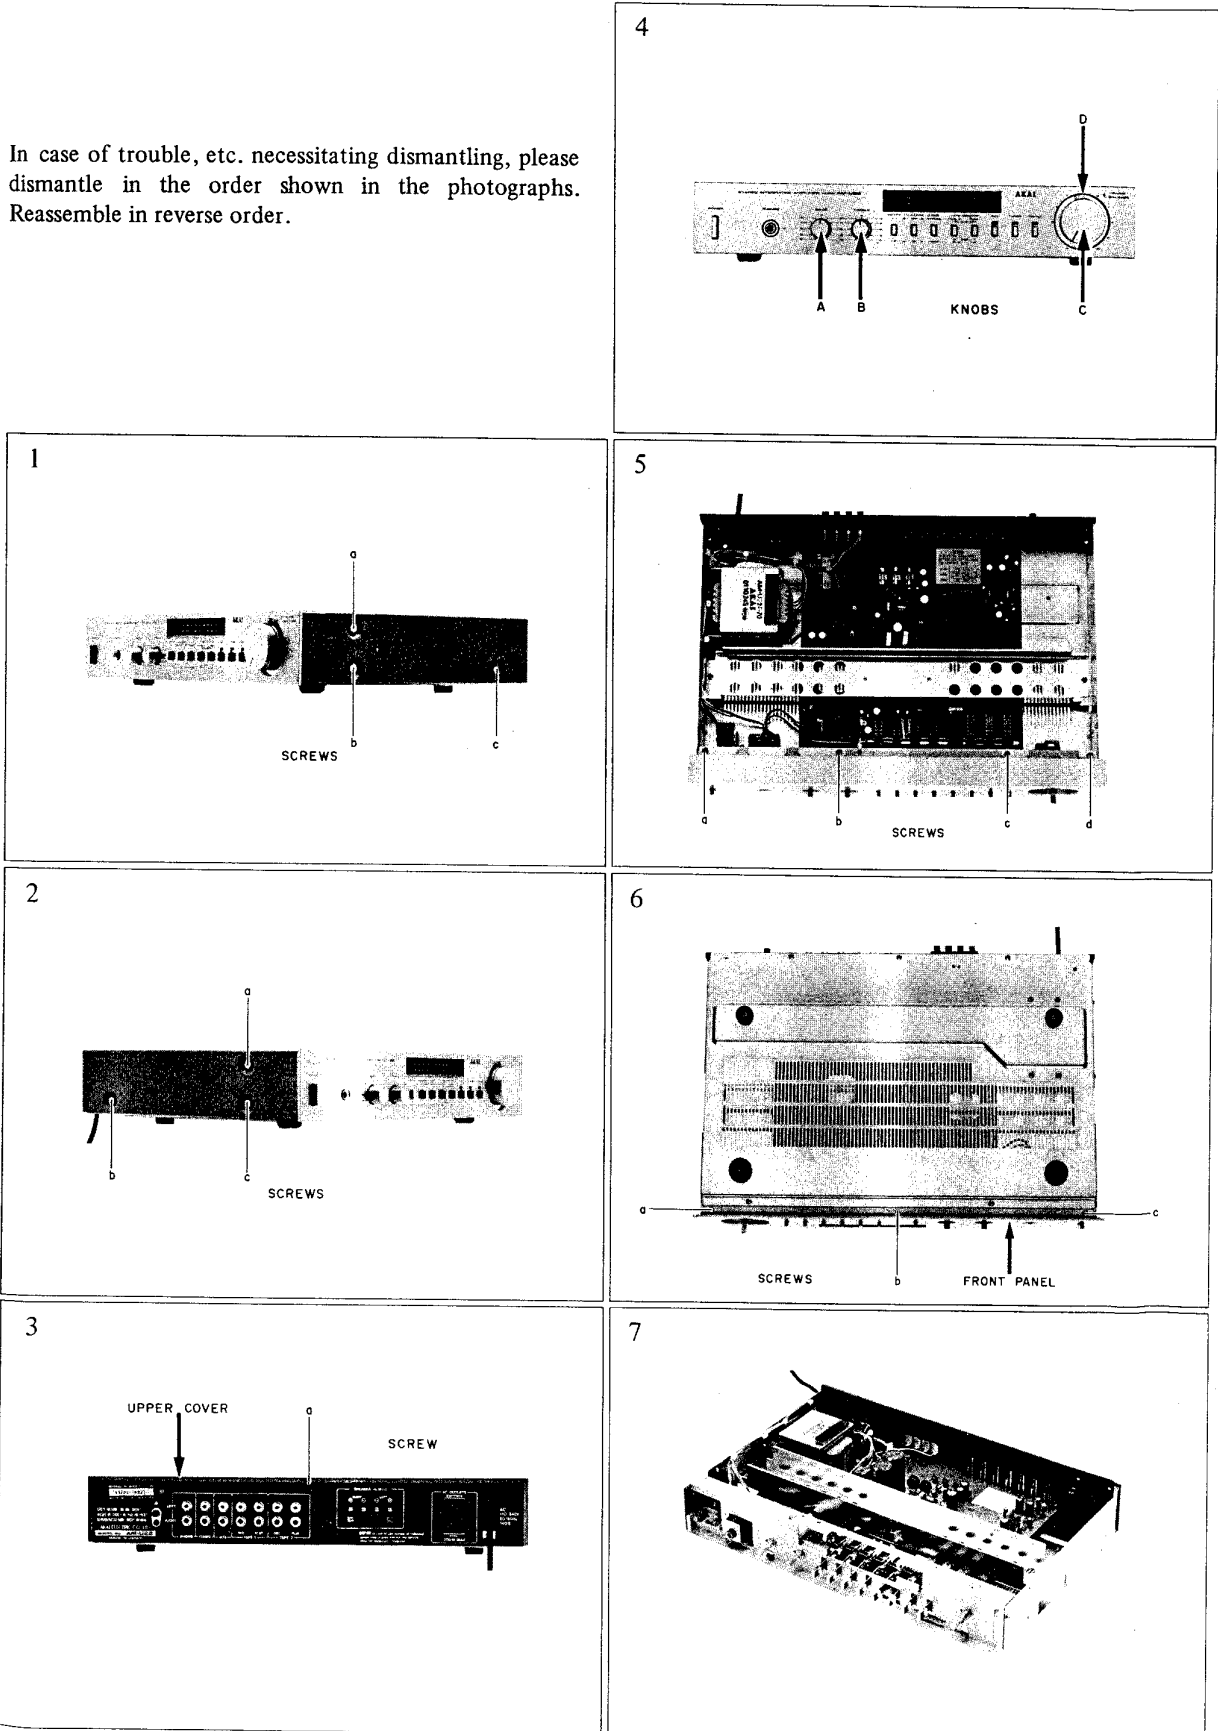 In case of trouble, etc. necessitating dismantling, please
dismantle in the order shown in the photographs.
Reassemble in reverse order.
1
a
b
c
SCREWS
2
a
b
c
SCREWS
3
UPPER COVER
a
SCREW
4
D
AKAI
A
B
KNOBS
C
5
AKAI
a
b
c
d
SCREWS
6
a
c
SCREWS
b
FRONT PANEL
7